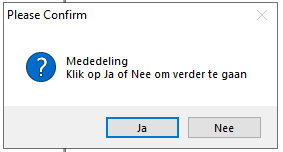 Please Confirm
Mededeling
Klik op Ja of Nee om verder te gaan
Ja
Nee